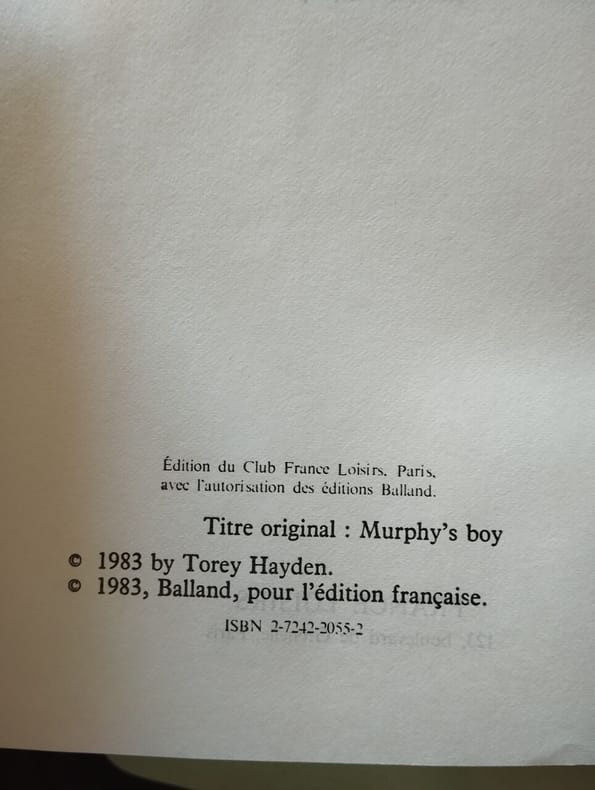 Édition du Club France Loisirs, Paris,
avec l'autorisation des éditions Balland.
Titre original : Murphy's boy
© 1983 by Torey Hayden.
© 1983, Balland, pour l'édition française.
ISBN 2-7242-2055-2